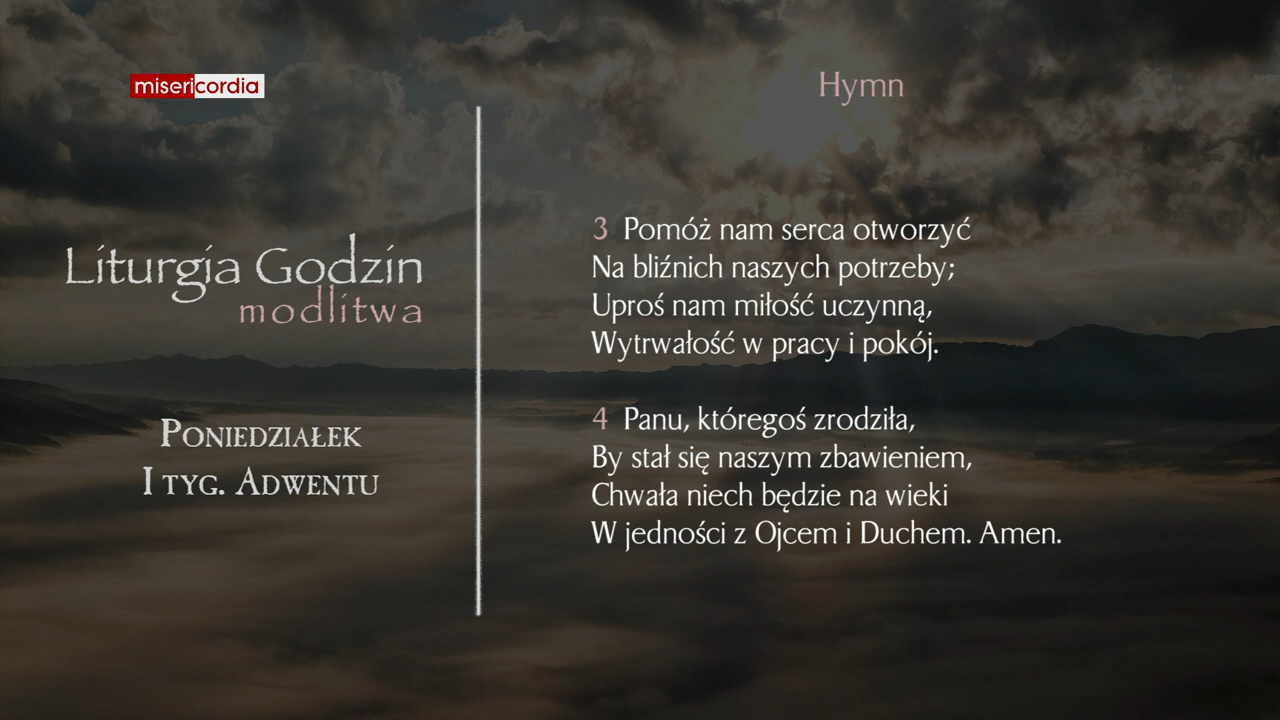 misericordia
Liturgia Godzin
modlitwa
Poniedziałek
I tyg. Adwentu
Hymn
3 Pomóż nam serca otworzyć
Na bliźnich naszych potrzeby;
Uproś nam miłość uczynną,
Wytrwałość w pracy i pokój.
4 Panu, któregoś zrodziła,
By stał się naszym zbawieniem,
Chwała niech będzie na wieki
W jedności z Ojcem i Duchem. Amen.